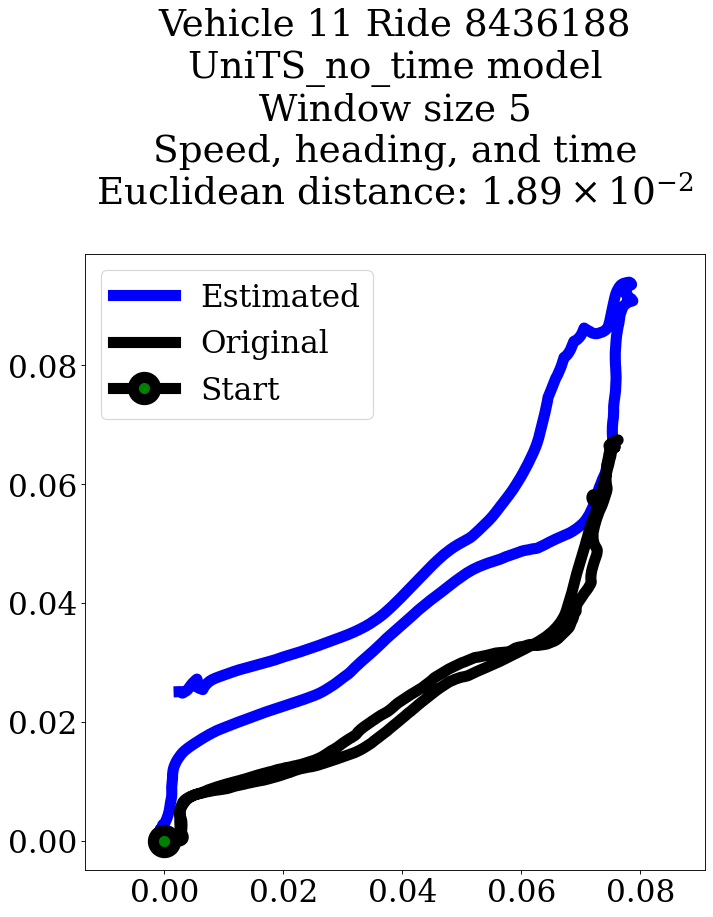 Vehicle 11 Ride 8436188
UniTS_no_time model
Window size 5
Speed, heading, and time
Euclidean distance: 1.89 × 10⁻²
Estimated
Original
Start
0.08
0.06
0.04
0.02
0.00
0.00 0.02 0.04 0.06 0.08